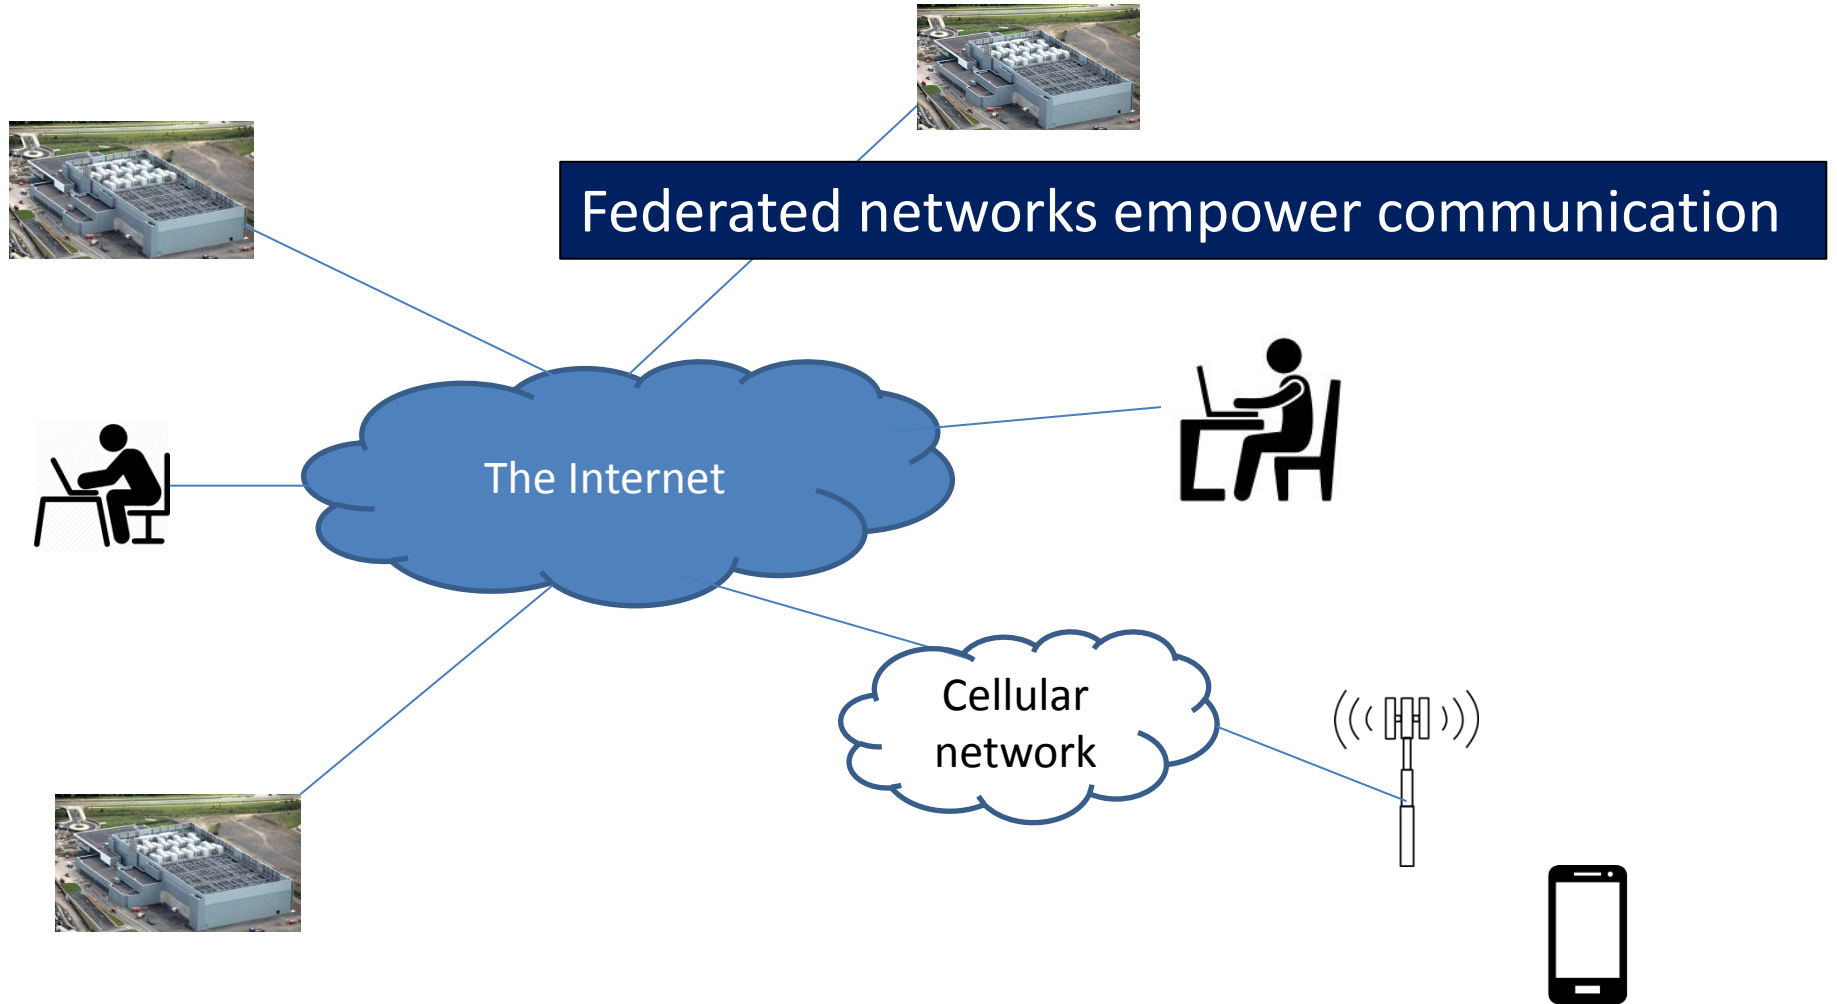 Federated networks empower communication
The Internet
Cellular
network